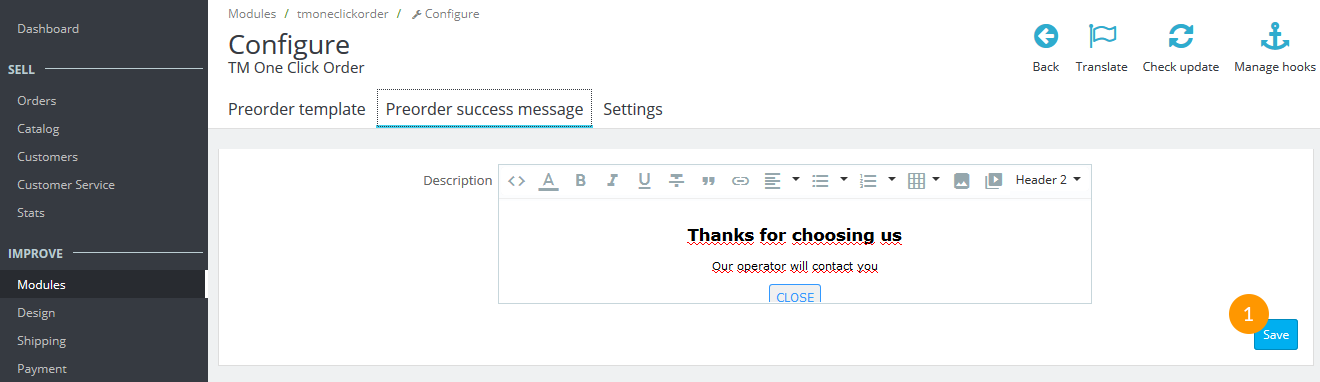 Dashboard
SELL
Orders
Catalog
Customers
Customer Service
Stats
IMPROVE
Modules
Design
Shipping
Payment
Modules / tmoneclickorder / Configure
Configure
TM One Click Order
Back
Translate
Check update
Manage hooks
Preorder template
Preorder success message
Settings
Description
A B I U Header 2
Thanks for choosing us
Our operator will contact you
CLOSE
1
Save